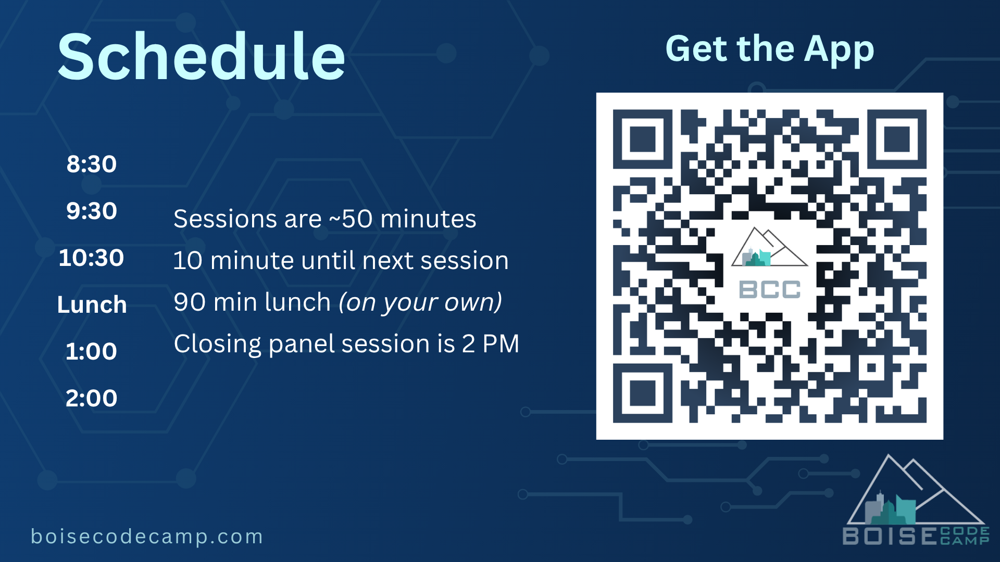 Schedule
8:30
9:30
10:30
Lunch
1:00
2:00
Sessions are ~50 minutes
10 minute until next session
90 min lunch (on your own)
Closing panel session is 2 PM
Get the App
BCC
boisecodecamp.com
BOISE CODE
CAMP